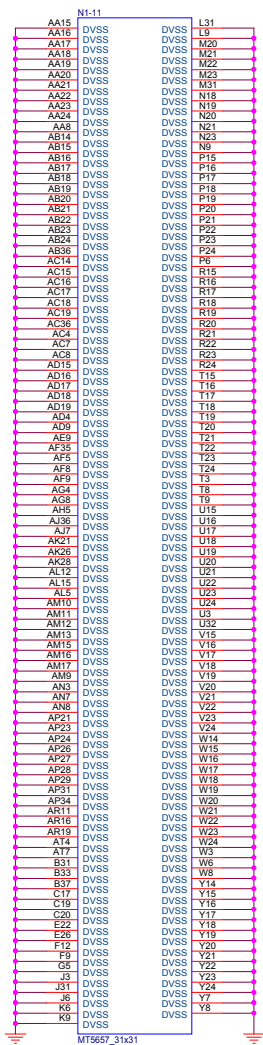 N1-11
AA15 DVSS DVSS L31
AA16 DVSS DVSS L9
AA17 DVSS DVSS M20
AA18 DVSS DVSS M21
AA19 DVSS DVSS M22
AA20 DVSS DVSS M23
AA21 DVSS DVSS M31
AA22 DVSS DVSS N18
AA23 DVSS DVSS N19
AA24 DVSS DVSS N20
AA8 DVSS DVSS N21
AB14 DVSS DVSS N23
AB15 DVSS DVSS N9
AB16 DVSS DVSS P15
AB17 DVSS DVSS P16
AB18 DVSS DVSS P17
AB19 DVSS DVSS P18
AB20 DVSS DVSS P19
AB21 DVSS DVSS P20
AB22 DVSS DVSS P21
AB23 DVSS DVSS P22
AB24 DVSS DVSS P23
AB36 DVSS DVSS P24
AC14 DVSS DVSS P6
AC15 DVSS DVSS R15
AC16 DVSS DVSS R16
AC17 DVSS DVSS R17
AC18 DVSS DVSS R18
AC19 DVSS DVSS R19
AC36 DVSS DVSS R20
AC4 DVSS DVSS R21
AC7 DVSS DVSS R22
AC8 DVSS DVSS R23
AD15 DVSS DVSS R24
AD16 DVSS DVSS T15
AD17 DVSS DVSS T16
AD18 DVSS DVSS T17
AD19 DVSS DVSS T18
AD4 DVSS DVSS T19
AD9 DVSS DVSS T20
AE9 DVSS DVSS T21
AF35 DVSS DVSS T22
AF5 DVSS DVSS T23
AF8 DVSS DVSS T24
AF9 DVSS DVSS T3
AG4 DVSS DVSS T8
AG8 DVSS DVSS T9
AH5 DVSS DVSS U15
AJ36 DVSS DVSS U16
AJ7 DVSS DVSS U17
AK21 DVSS DVSS U18
AK26 DVSS DVSS U19
AK28 DVSS DVSS U20
AL12 DVSS DVSS U21
AL15 DVSS DVSS U22
AL5 DVSS DVSS U23
AM10 DVSS DVSS U24
AM11 DVSS DVSS U3
AM12 DVSS DVSS U32
AM13 DVSS DVSS V15
AM15 DVSS DVSS V16
AM16 DVSS DVSS V17
AM17 DVSS DVSS V18
AM9 DVSS DVSS V19
AN3 DVSS DVSS V20
AN7 DVSS DVSS V21
AN8 DVSS DVSS V22
AP21 DVSS DVSS V23
AP23 DVSS DVSS V24
AP24 DVSS DVSS W14
AP26 DVSS DVSS W15
AP27 DVSS DVSS W16
AP28 DVSS DVSS W17
AP29 DVSS DVSS W18
AP31 DVSS DVSS W19
AP34 DVSS DVSS W20
AR11 DVSS DVSS W21
AR16 DVSS DVSS W22
AR19 DVSS DVSS W23
AT4 DVSS DVSS W24
AT7 DVSS DVSS W3
B31 DVSS DVSS W6
B33 DVSS DVSS W8
B37 DVSS DVSS Y14
C17 DVSS DVSS Y15
C19 DVSS DVSS Y16
C20 DVSS DVSS Y17
E22 DVSS DVSS Y18
E26 DVSS DVSS Y19
F12 DVSS DVSS Y20
F9 DVSS DVSS Y21
G5 DVSS DVSS Y22
J3 DVSS DVSS Y23
J31 DVSS DVSS Y24
J6 DVSS DVSS Y7
K6 DVSS DVSS Y8
K9 DVSS
MT5657_31x31